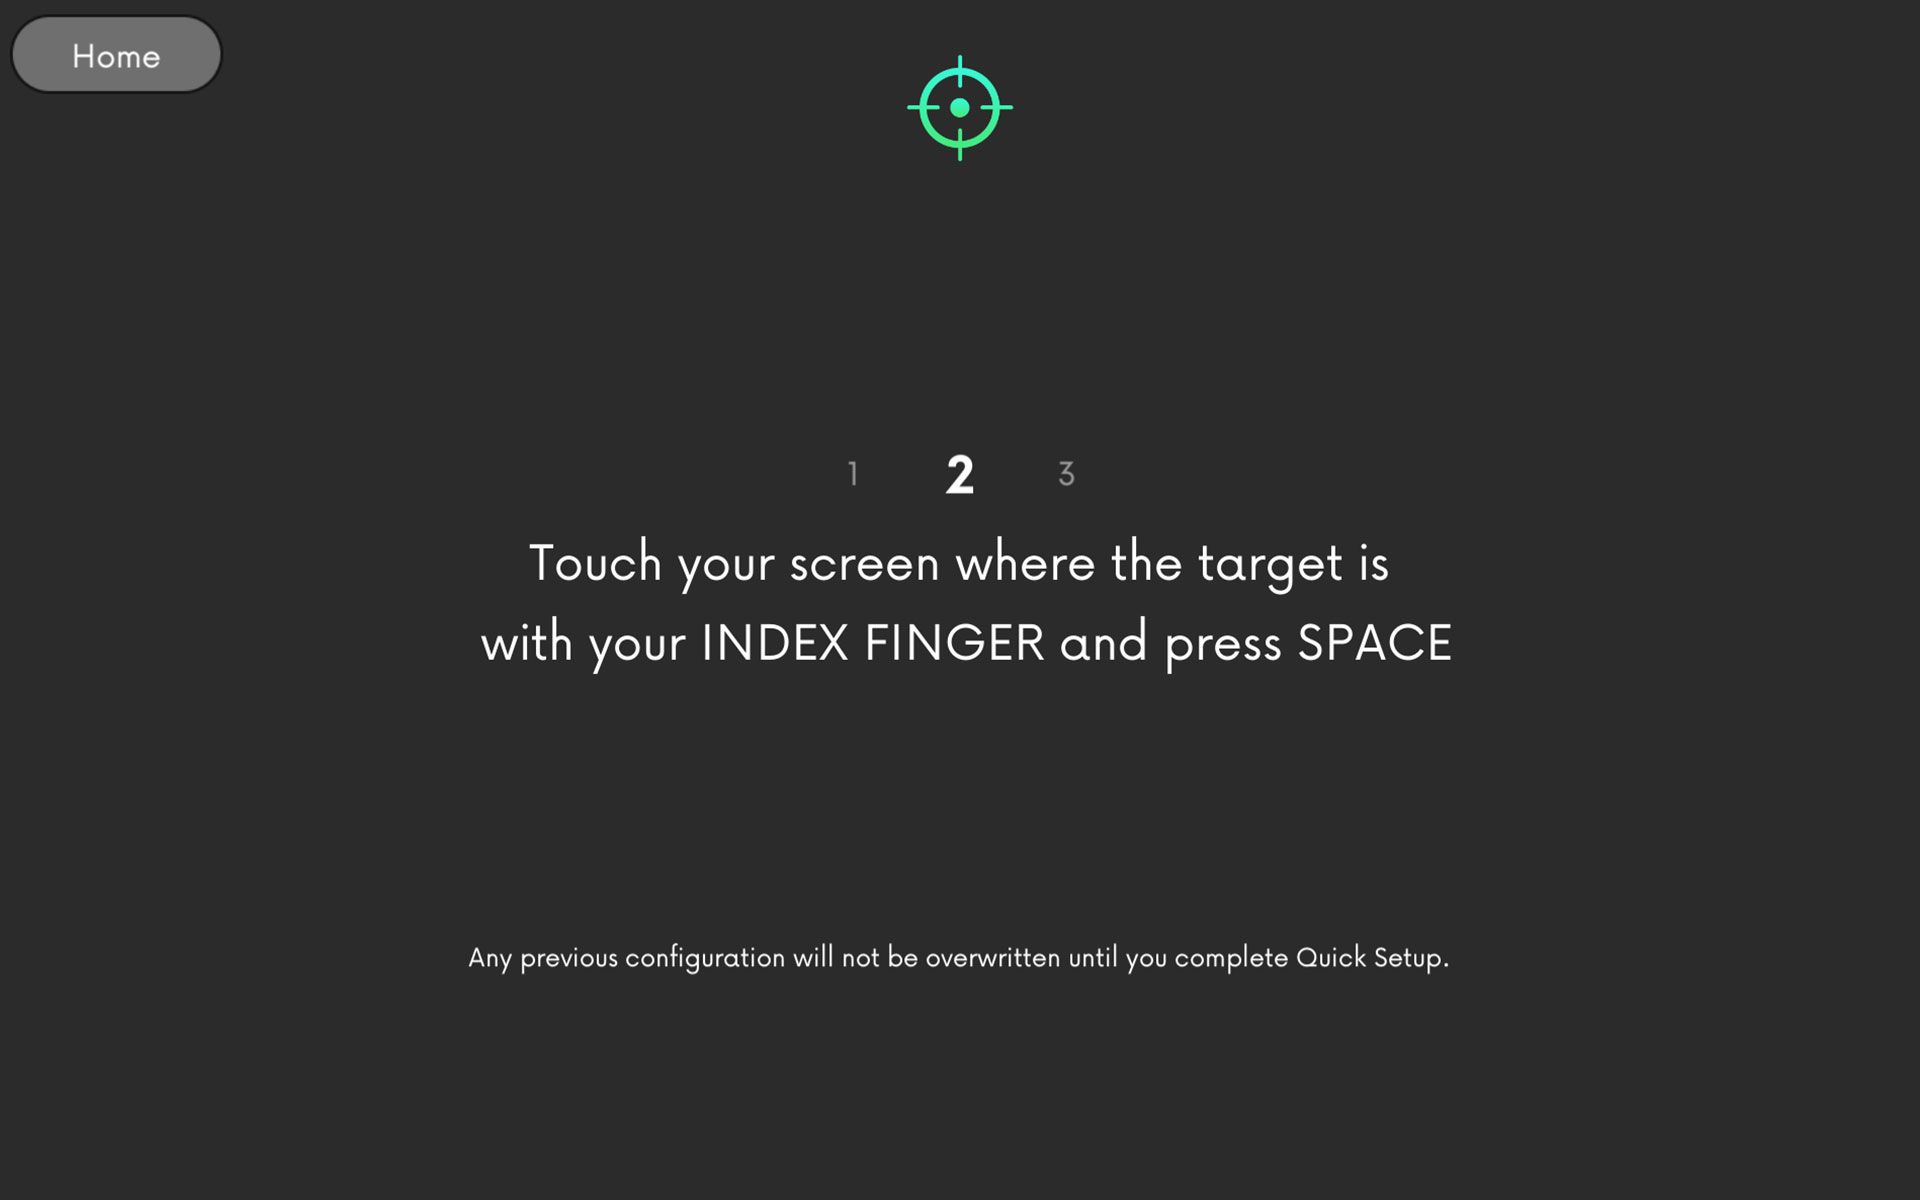 Home
1 2 3
Touch your screen where the target is
with your INDEX FINGER and press SPACE
Any previous configuration will not be overwritten until you complete Quick Setup.